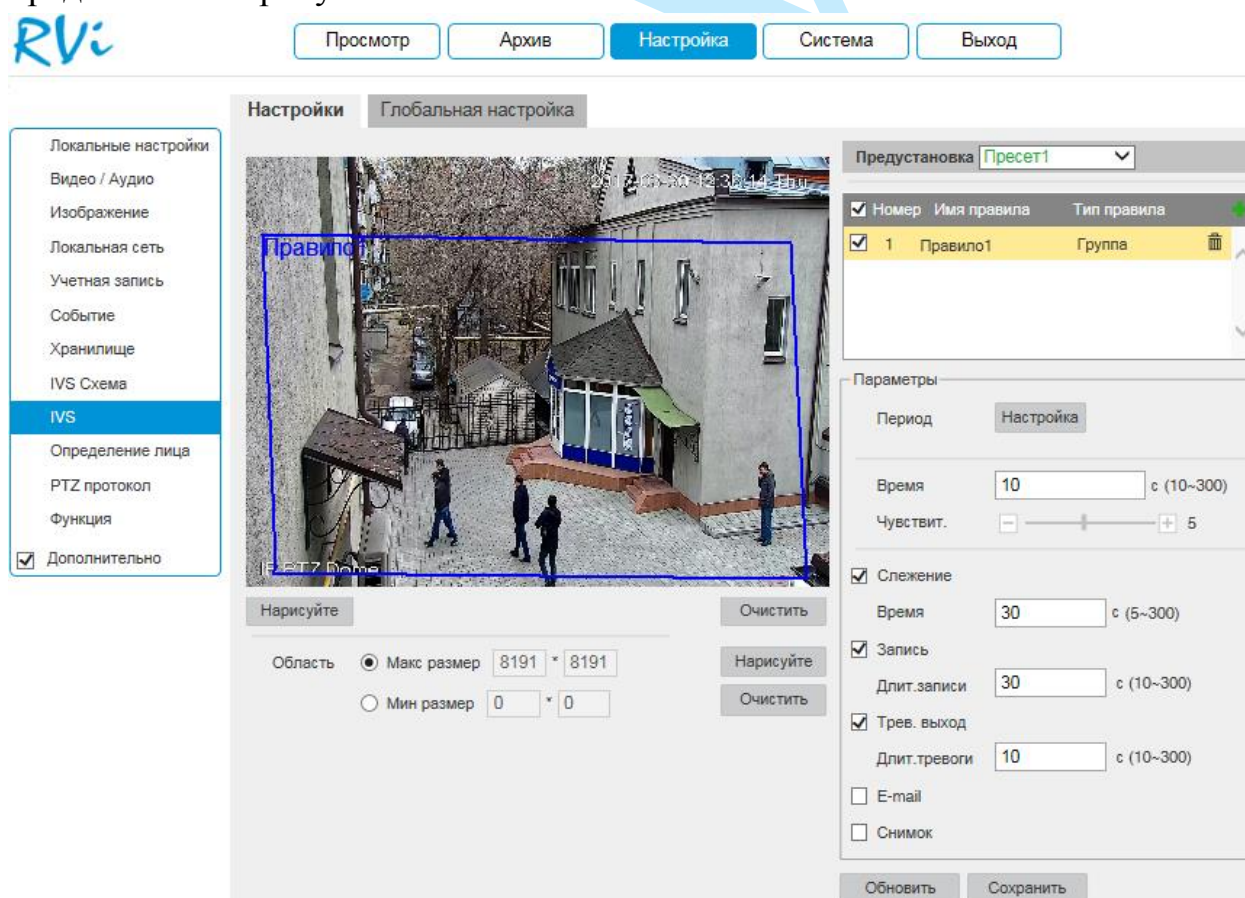 RVi
Просмотр Архив Настройка Система Выход
Настройки Глобальная настройка
Локальные настройки
Видео / Аудио
Изображение
Локальная сеть
Учетная запись
Событие
Хранилище
IVS Схема
IVS
Определение лица
PTZ протокол
Функция
Дополнительно
Правило1
IP PTZ Dome
Нарисуйте Очистить
Область Макс размер 8191 * 8191 Нарисуйте
Мин размер 0 * 0 Очистить
Предустановка Пресет1
Номер Имя правила Тип правила
1 Правило1 Группа
Параметры
Период Настройка
Время 10 с (10~300)
Чувствит. - + 5
Слежение
Время 30 с (5~300)
Запись
Длит.записи 30 с (10~300)
Трев. выход
Длит.тревоги 10 с (10~300)
E-mail
Снимок
Обновить Сохранить